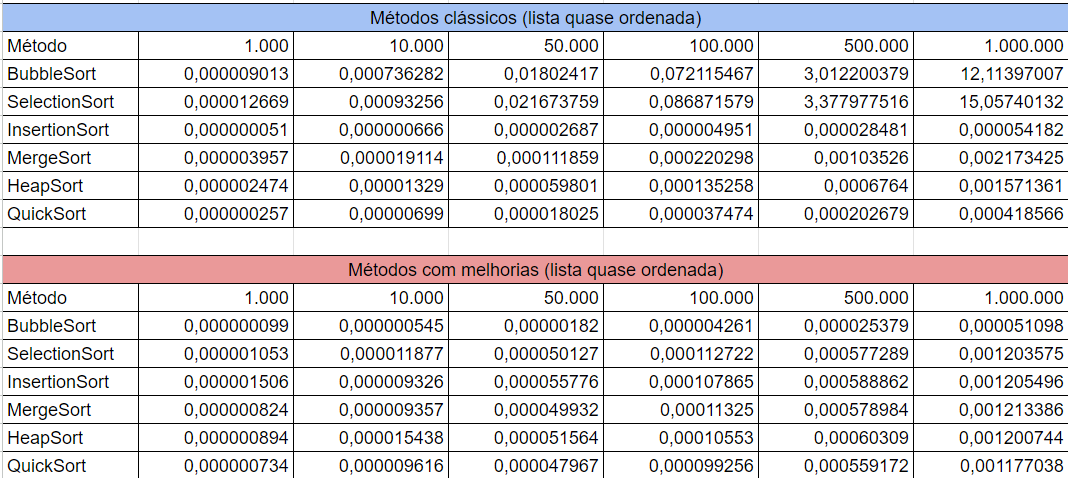 Métodos clássicos (lista quase ordenada)
Método 1.000 10.000 50.000 100.000 500.000 1.000.000
BubbleSort 0,000009013 0,000736282 0,01802417 0,072115467 3,012200379 12,11397007
SelectionSort 0,000012669 0,00093256 0,021673759 0,086871579 3,377977516 15,05740132
InsertionSort 0,000000051 0,000000666 0,000002687 0,000004951 0,000028481 0,000054182
MergeSort 0,000003957 0,000019114 0,000111859 0,000220298 0,00103526 0,002173425
HeapSort 0,000002474 0,00001329 0,000059801 0,000135258 0,0006764 0,001571361
QuickSort 0,000000257 0,00000699 0,000018025 0,000037474 0,000202679 0,000418566
Métodos com melhorias (lista quase ordenada)
Método 1.000 10.000 50.000 100.000 500.000 1.000.000
BubbleSort 0,000000099 0,000000545 0,00000182 0,000004261 0,000025379 0,000051098
SelectionSort 0,000001053 0,000011877 0,000050127 0,000112722 0,000577289 0,001203575
InsertionSort 0,000001506 0,000009326 0,000055776 0,000107865 0,000588862 0,001205496
MergeSort 0,000000824 0,000009357 0,000049932 0,00011325 0,000578984 0,001213386
HeapSort 0,000000894 0,000015438 0,000051564 0,00010553 0,00060309 0,001200744
QuickSort 0,000000734 0,000009616 0,000047967 0,000099256 0,000559172 0,001177038